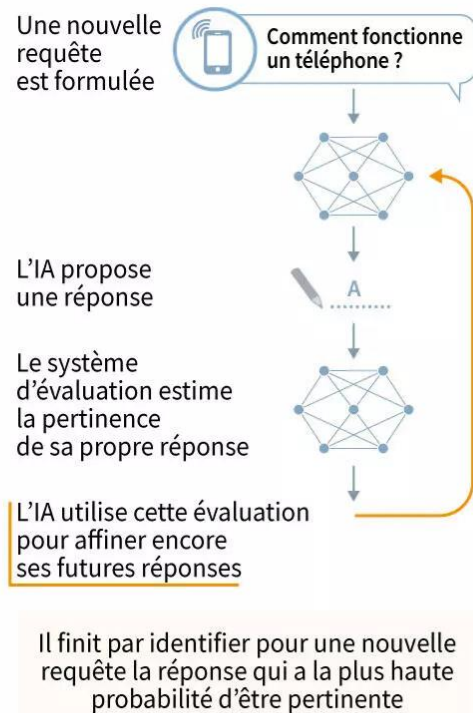 Une nouvelle
requête
est formulée
Comment fonctionne
un téléphone ?
L'IA propose
une réponse
A
Le système
d'évaluation estime
la pertinence
de sa propre réponse
L'IA utilise cette évaluation
pour affiner encore
ses futures réponses
Il finit par identifier pour une nouvelle
requête la réponse qui a la plus haute
probabilité d'être pertinente